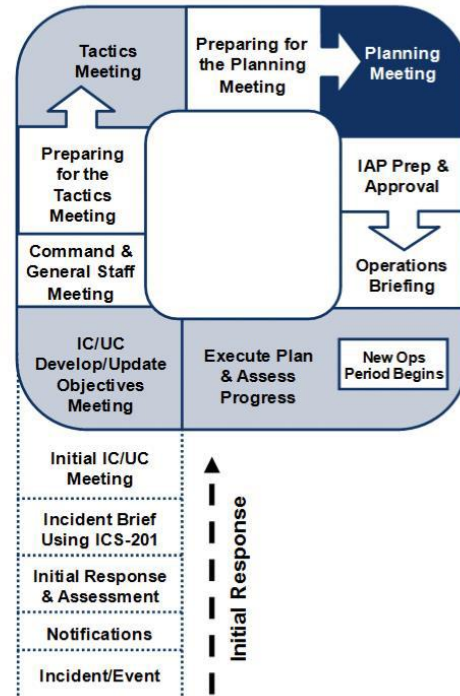 Tactics
Meeting
Preparing for
the Planning
Meeting
Planning
Meeting
Preparing
for the
Tactics
Meeting
IAP Prep &
Approval
Command &
General Staff
Meeting
Operations
Briefing
IC/UC
Develop/Update
Objectives
Meeting
Execute Plan
& Assess
Progress
New Ops
Period Begins
Initial IC/UC
Meeting
Incident Brief
Using ICS-201
Initial Response
& Assessment
Notifications
Incident/Event
Initial Response